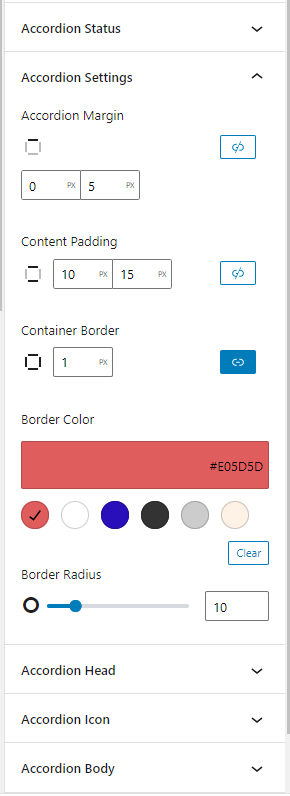 Accordion Status
Accordion Settings
Accordion Margin
0 PX 5 PX
Content Padding
10 PX 15 PX
Container Border
1 PX
Border Color
#E05D5D
Clear
Border Radius
10
Accordion Head
Accordion Icon
Accordion Body